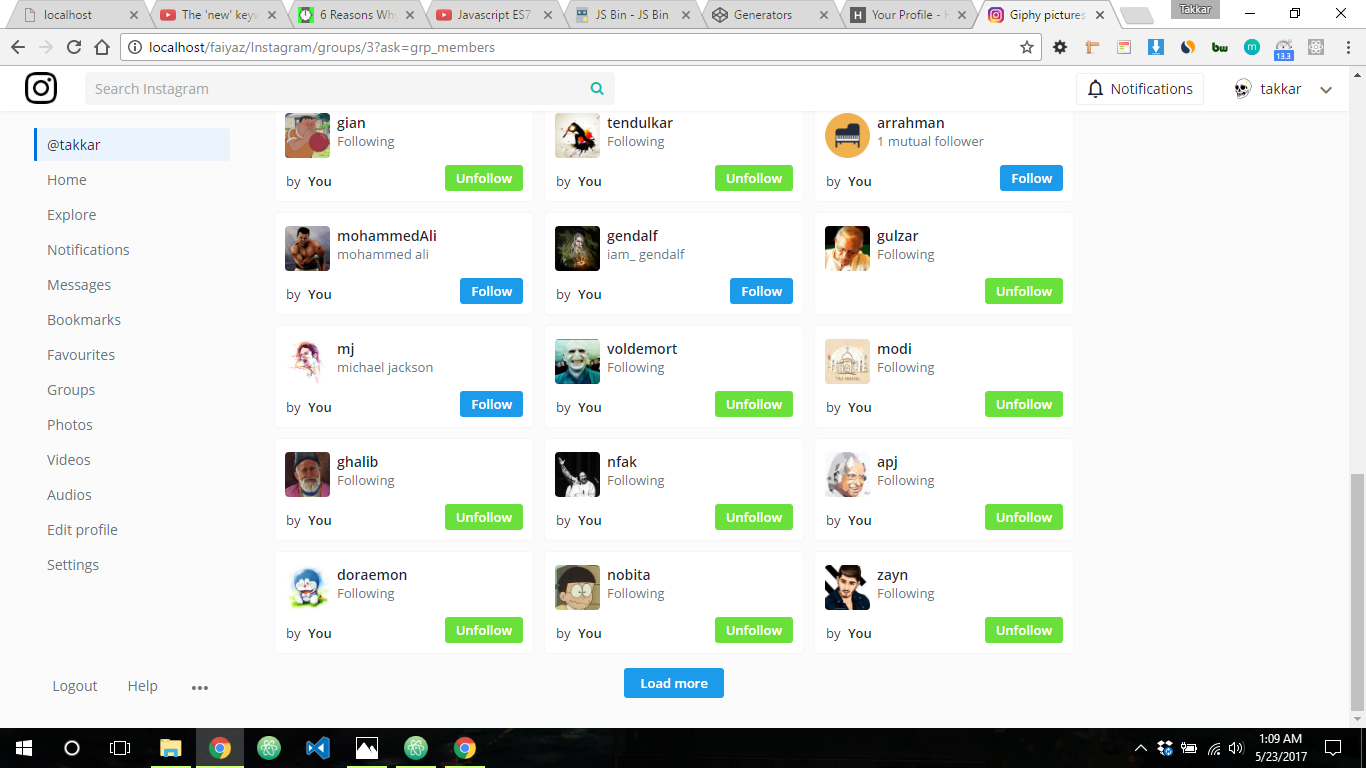 localhost
The 'new' keyw
6 Reasons Why
Javascript ES7
JS Bin - JS Bin
Generators
Your Profile - H
Giphy pictures
Takkar
localhost/faiyaz/Instagram/groups/3?ask=grp_members
bw
m
13.3
Search Instagram
Notifications
takkar
@takkar
Home
Explore
Notifications
Messages
Bookmarks
Favourites
Groups
Photos
Videos
Audios
Edit profile
Settings
Logout Help
gian
Following
by You
Unfollow
tendulkar
Following
by You
Unfollow
arrahman
1 mutual follower
by You
Follow
mohammedAli
mohammed ali
by You
Follow
gendalf
iam_ gendalf
by You
Follow
gulzar
Following
Unfollow
mj
michael jackson
by You
Follow
voldemort
Following
by You
Unfollow
modi
Following
by You
Unfollow
ghalib
Following
by You
Unfollow
nfak
Following
by You
Unfollow
apj
Following
by You
Unfollow
doraemon
Following
by You
Unfollow
nobita
Following
by You
Unfollow
zayn
Following
by You
Unfollow
Load more
1:09 AM
5/23/2017